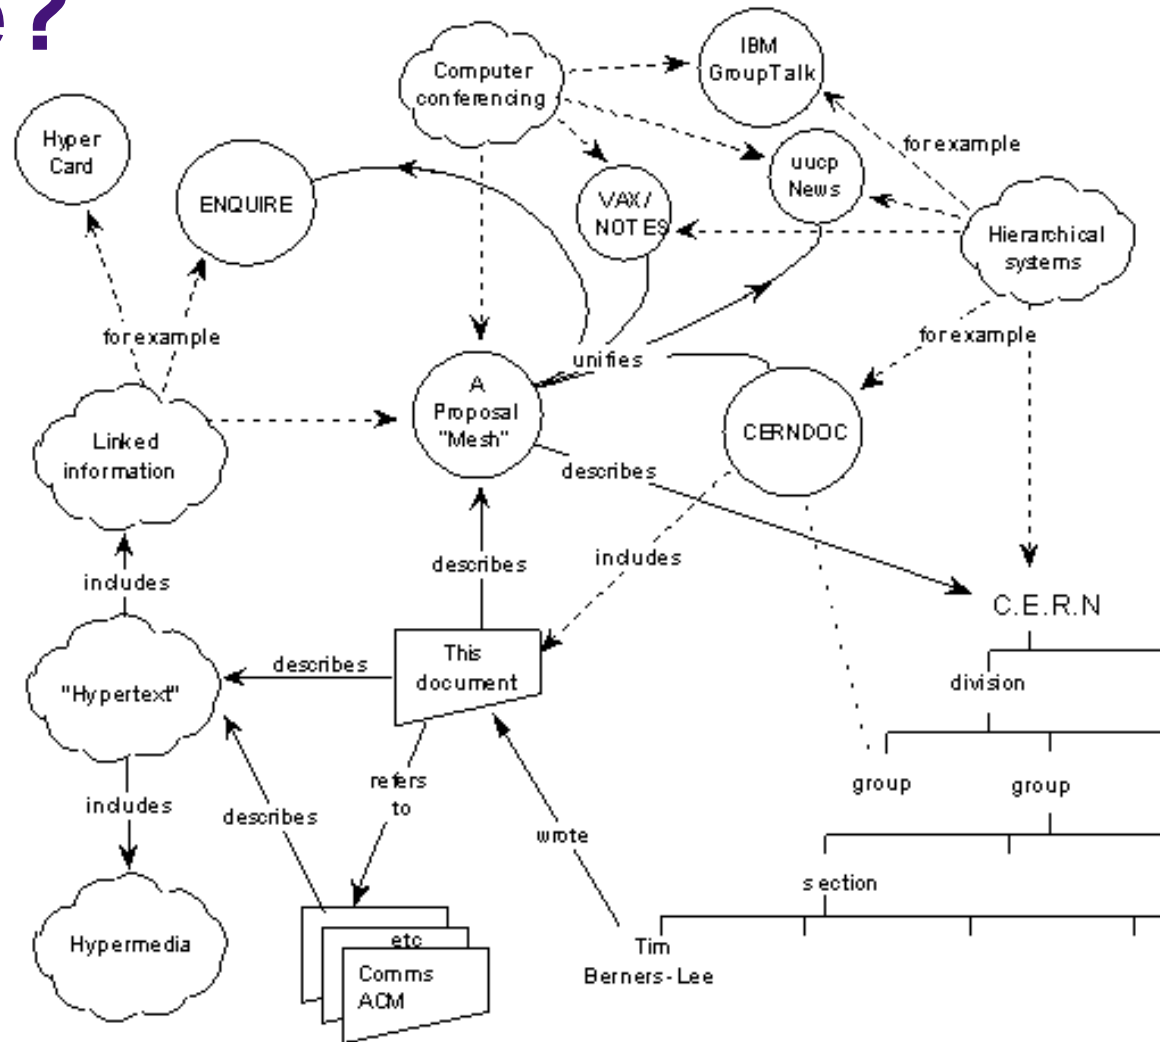 e?
IBM
GroupTalk
Computer
conferencing
Hyper
Card
for example
uucp
News
ENQUIRE
VAX/
NOTES
Hierarchical
systems
for example
for example
unifies
A
Proposal
"Mesh"
CERNDOC
Linked
information
describes
includes
describes
includes
C.E.R.N
This
document
describes
"Hypertext"
division
refers
to
group
group
includes
describes
wrote
section
Hypermedia
etc
Comms
ACM
Tim
Berners-Lee